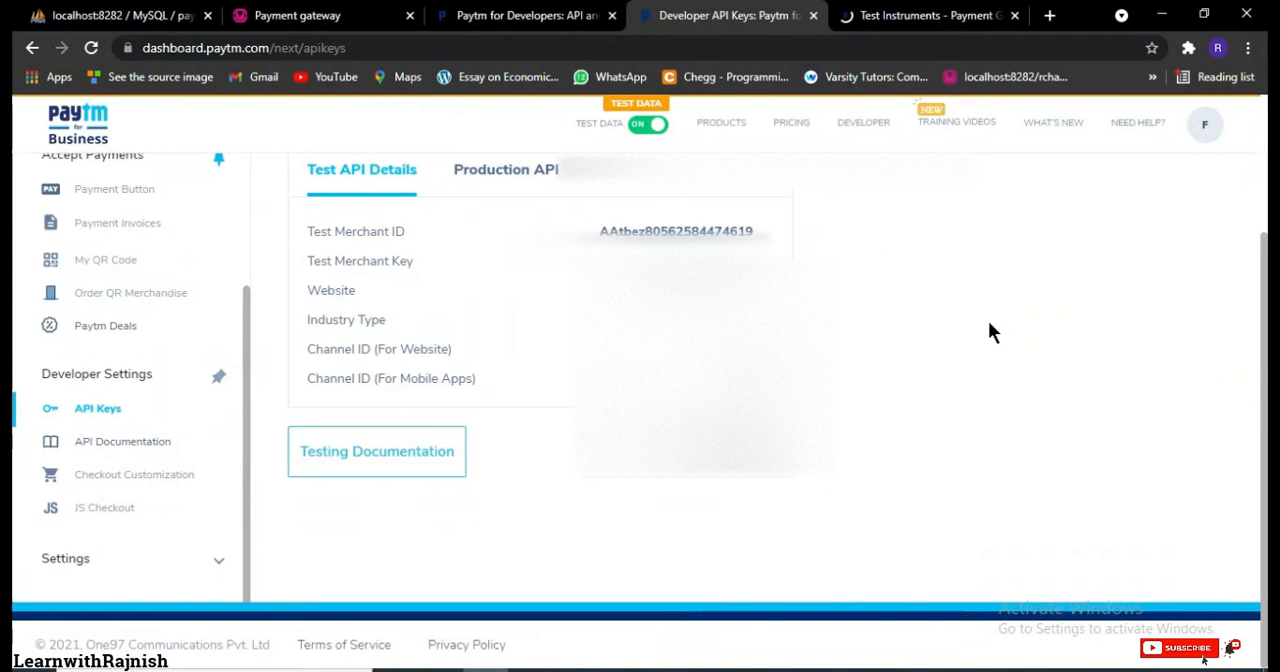 localhost:8282 / MySQL / pay
Payment gateway
Paytm for Developers: API an
Developer API Keys: Paytm fo
Test Instruments - Payment G
dashboard.paytm.com/next/apikeys
R
Apps
See the source image
Gmail
YouTube
Maps
Essay on Economic...
WhatsApp
Chegg - Programmi...
Varsity Tutors: Com...
localhost:8282/rcha...
»
Reading list
paytm
for
Business
TEST DATA
TEST DATA
ON
PRODUCTS
PRICING
DEVELOPER
NEW
TRAINING VIDEOS
WHAT'S NEW
NEED HELP?
F
Accept Payments
PAY Payment Button
Payment Invoices
My QR Code
Order QR Merchandise
Paytm Deals
Developer Settings
API Keys
API Documentation
Checkout Customization
JS JS Checkout
Settings
Test API Details
Production API
Test Merchant ID AAtbez80562584474619
Test Merchant Key
Website
Industry Type
Channel ID (For Website)
Channel ID (For Mobile Apps)
Testing Documentation
Activate Windows
Go to Settings to activate Windows.
© 2021, One97 Communications Pvt. Ltd
Terms of Service
Privacy Policy
SUBSCRIBE
LearnwithRajnish